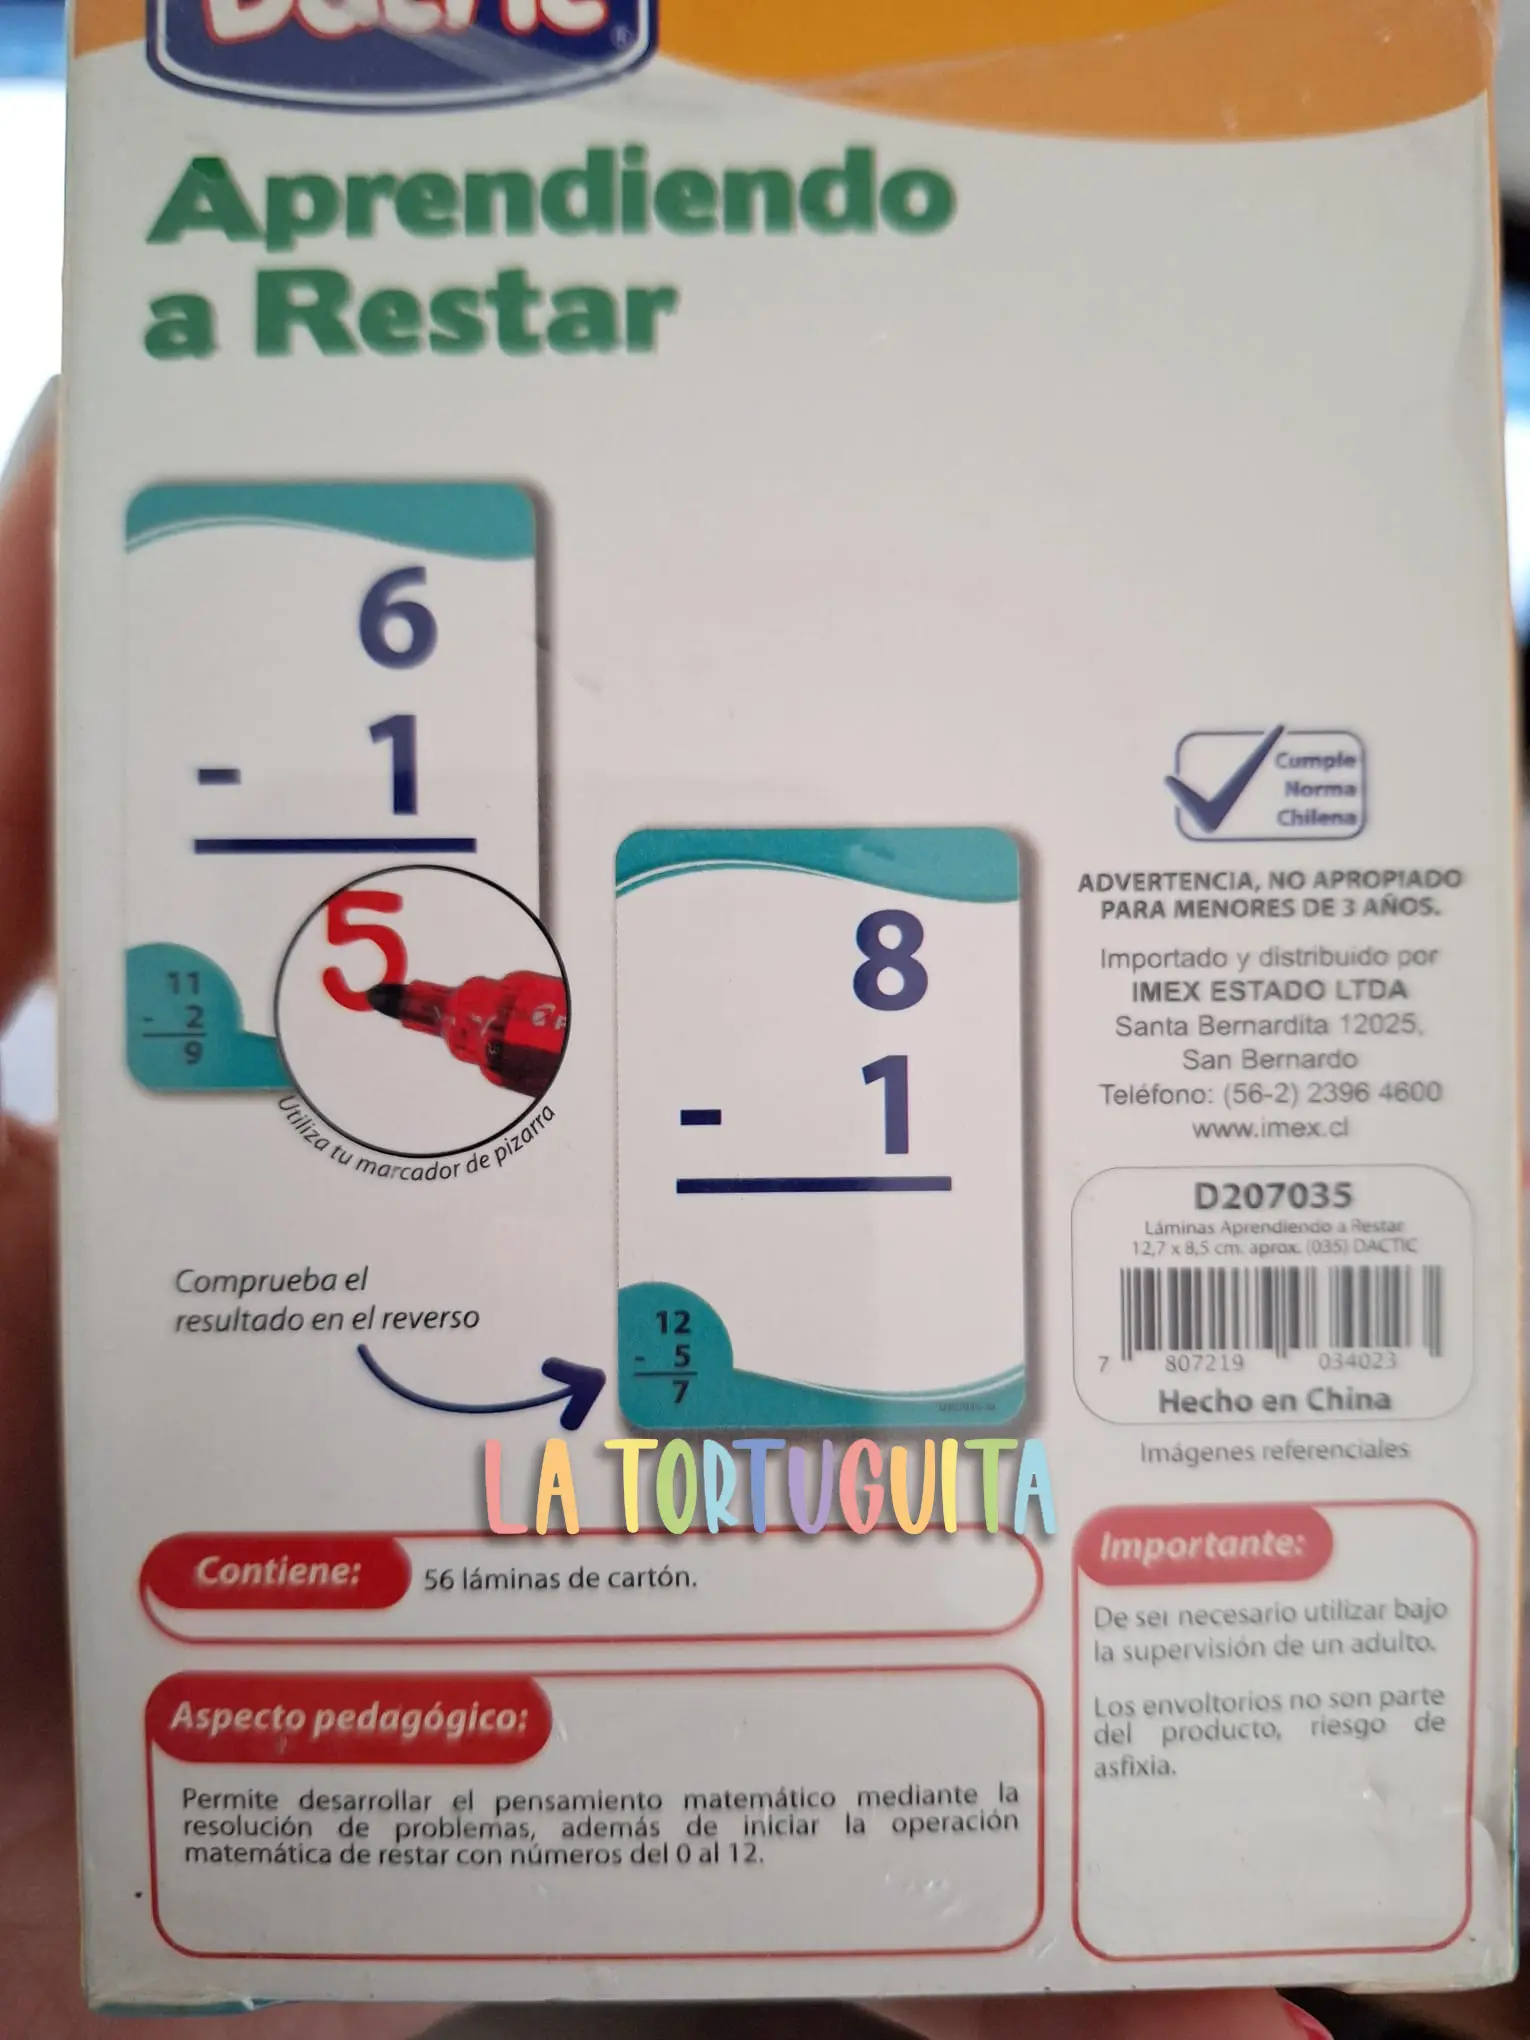 Dactic
®
Aprendiendo
a Restar
6
- 1
5
11
- 2
9
Utiliza tu marcador de pizarra
8
- 1
12
- 5
7
Comprueba el
resultado en el reverso
Cumple
Norma
Chilena
ADVERTENCIA, NO APROPIADO
PARA MENORES DE 3 AÑOS.
Importado y distribuido por
IMEX ESTADO LTDA
Santa Bernardita 12025,
San Bernardo
Teléfono: (56-2) 2396 4600
www.imex.cl
D207035
Láminas Aprendiendo a Restar
12,7 x 8,5 cm. aprox. (035) DACTIC
7 807219 034023
Hecho en China
Imágenes referenciales
LA TORTUGUITA
Contiene:
56 láminas de cartón.
Aspecto pedagógico:
Permite desarrollar el pensamiento matemático mediante la
resolución de problemas, además de iniciar la operación
matemática de restar con números del 0 al 12.
Importante:
De ser necesario utilizar bajo
la supervisión de un adulto.
Los envoltorios no son parte
del producto, riesgo de
asfixia.